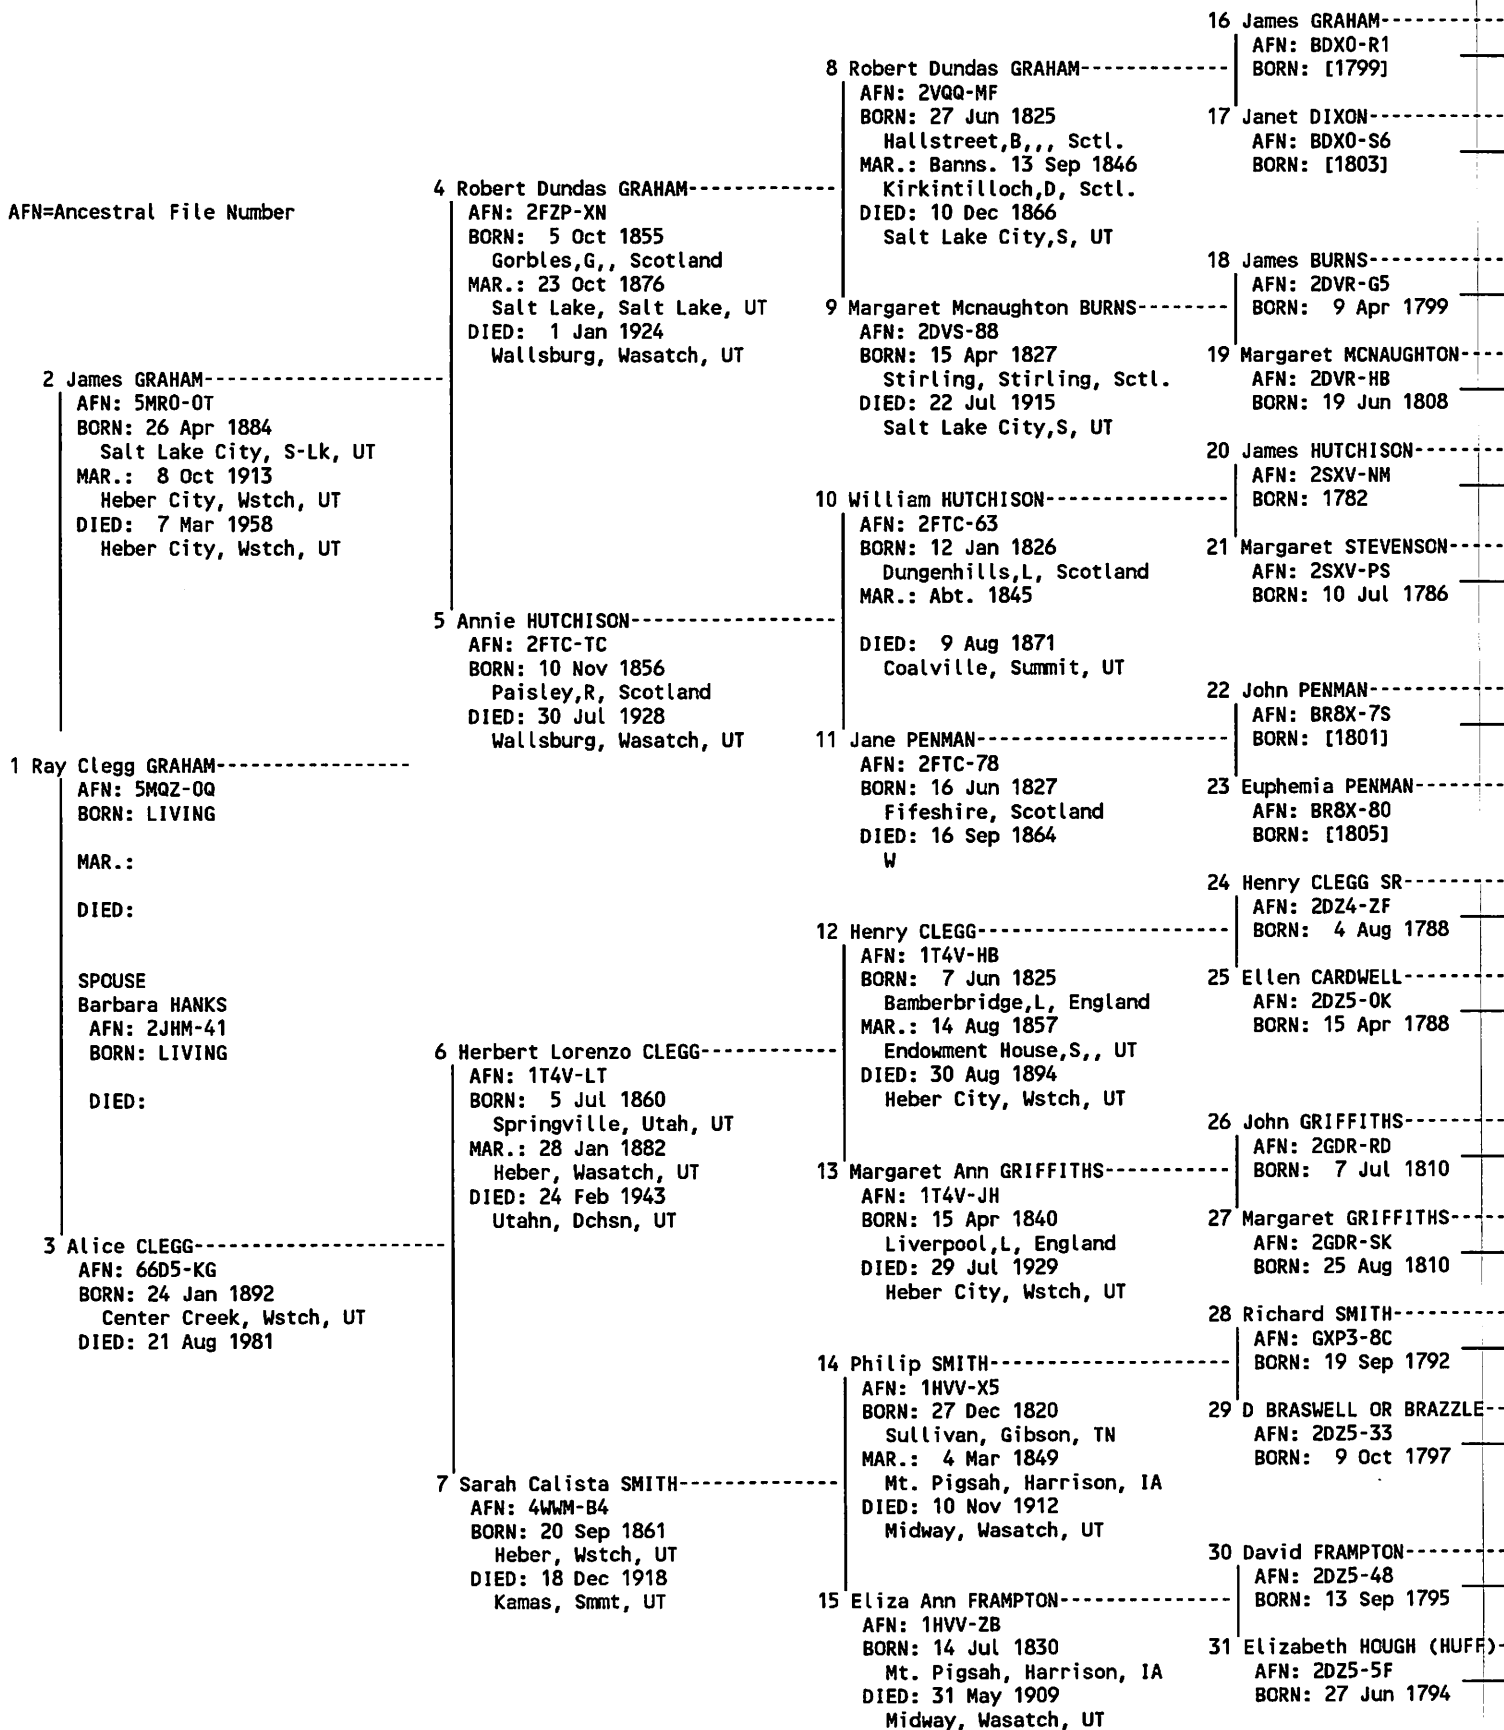 AFN=Ancestral File Number
1 Ray Clegg GRAHAM----------------
AFN: 5MQZ-0Q
BORN: LIVING
MAR.:
DIED:
SPOUSE
Barbara HANKS
AFN: 2JHM-41
BORN: LIVING
DIED:
2 James GRAHAM--------------------
AFN: 5MR0-0T
BORN: 26 Apr 1884
Salt Lake City, S-Lk, UT
MAR.: 8 Oct 1913
Heber City, Wstch, UT
DIED: 7 Mar 1958
Heber City, Wstch, UT
3 Alice CLEGG---------------------
AFN: 66D5-KG
BORN: 24 Jan 1892
Center Creek, Wstch, UT
DIED: 21 Aug 1981
4 Robert Dundas GRAHAM------------
AFN: 2FZP-XN
BORN: 5 Oct 1855
Gorbles,G,, Scotland
MAR.: 23 Oct 1876
Salt Lake, Salt Lake, UT
DIED: 1 Jan 1924
Wallsburg, Wasatch, UT
5 Annie HUTCHISON-----------------
AFN: 2FTC-TC
BORN: 10 Nov 1856
Paisley,R, Scotland
DIED: 30 Jul 1928
Wallsburg, Wasatch, UT
6 Herbert Lorenzo CLEGG-----------
AFN: 1T4V-LT
BORN: 5 Jul 1860
Springville, Utah, UT
MAR.: 28 Jan 1882
Heber, Wasatch, UT
DIED: 24 Feb 1943
Utahn, Dchsn, UT
7 Sarah Calista SMITH-------------
AFN: 4WWM-B4
BORN: 20 Sep 1861
Heber, Wstch, UT
DIED: 18 Dec 1918
Kamas, Smmt, UT
8 Robert Dundas GRAHAM------------
AFN: 2VQQ-MF
BORN: 27 Jun 1825
Hallstreet,B,,, Sctl.
MAR.: Banns. 13 Sep 1846
Kirkintilloch,D, Sctl.
DIED: 10 Dec 1866
Salt Lake City,S, UT
9 Margaret Mcnaughton BURNS-------
AFN: 2DVS-88
BORN: 15 Apr 1827
Stirling, Stirling, Sctl.
DIED: 22 Jul 1915
Salt Lake City,S, UT
10 William HUTCHISON---------------
AFN: 2FTC-63
BORN: 12 Jan 1826
Dungenhills,L, Scotland
MAR.: Abt. 1845
DIED: 9 Aug 1871
Coalville, Summit, UT
11 Jane PENMAN---------------------
AFN: 2FTC-78
BORN: 16 Jun 1827
Fifeshire, Scotland
DIED: 16 Sep 1864
W
12 Henry CLEGG---------------------
AFN: 1T4V-HB
BORN: 7 Jun 1825
Bamberbridge,L, England
MAR.: 14 Aug 1857
Endowment House,S,, UT
DIED: 30 Aug 1894
Heber City, Wstch, UT
13 Margaret Ann GRIFFITHS----------
AFN: 1T4V-JH
BORN: 15 Apr 1840
Liverpool,L, England
DIED: 29 Jul 1929
Heber City, Wstch, UT
14 Philip SMITH--------------------
AFN: 1HVV-X5
BORN: 27 Dec 1820
Sullivan, Gibson, TN
MAR.: 4 Mar 1849
Mt. Pigsah, Harrison, IA
DIED: 10 Nov 1912
Midway, Wasatch, UT
15 Eliza Ann FRAMPTON--------------
AFN: 1HVV-ZB
BORN: 14 Jul 1830
Mt. Pigsah, Harrison, IA
DIED: 31 May 1909
Midway, Wasatch, UT
16 James GRAHAM----------
AFN: BDX0-R1
BORN: [1799]
17 Janet DIXON-----------
AFN: BDX0-S6
BORN: [1803]
18 James BURNS-----------
AFN: 2DVR-G5
BORN: 9 Apr 1799
19 Margaret MCNAUGHTON----
AFN: 2DVR-HB
BORN: 19 Jun 1808
20 James HUTCHISON-------
AFN: 2SXV-NM
BORN: 1782
21 Margaret STEVENSON-----
AFN: 2SXV-PS
BORN: 10 Jul 1786
22 John PENMAN-----------
AFN: BR8X-7S
BORN: [1801]
23 Euphemia PENMAN-------
AFN: BR8X-80
BORN: [1805]
24 Henry CLEGG SR--------
AFN: 2DZ4-ZF
BORN: 4 Aug 1788
25 Ellen CARDWELL--------
AFN: 2DZ5-0K
BORN: 15 Apr 1788
26 John GRIFFITHS--------
AFN: 2GDR-RD
BORN: 7 Jul 1810
27 Margaret GRIFFITHS-----
AFN: 2GDR-SK
BORN: 25 Aug 1810
28 Richard SMITH---------
AFN: GXP3-8C
BORN: 19 Sep 1792
29 D BRASWELL OR BRAZZLE--
AFN: 2DZ5-33
BORN: 9 Oct 1797
30 David FRAMPTON--------
AFN: 2DZ5-48
BORN: 13 Sep 1795
31 Elizabeth HOUGH (HUFF)-
AFN: 2DZ5-5F
BORN: 27 Jun 1794